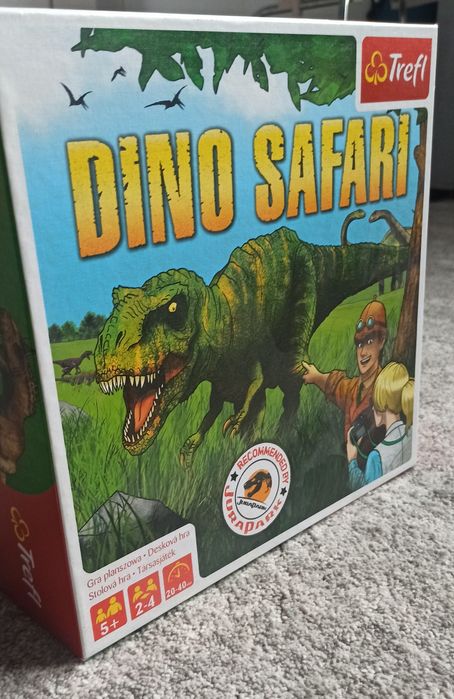 Trefl
DINO SAFARI
RECOMMENDED BY
JURAPARK
JURAPARK
Gra planszowa • Desková hra
Stolová hra • Társasjáték
5+
2-4
20-40
Trefl